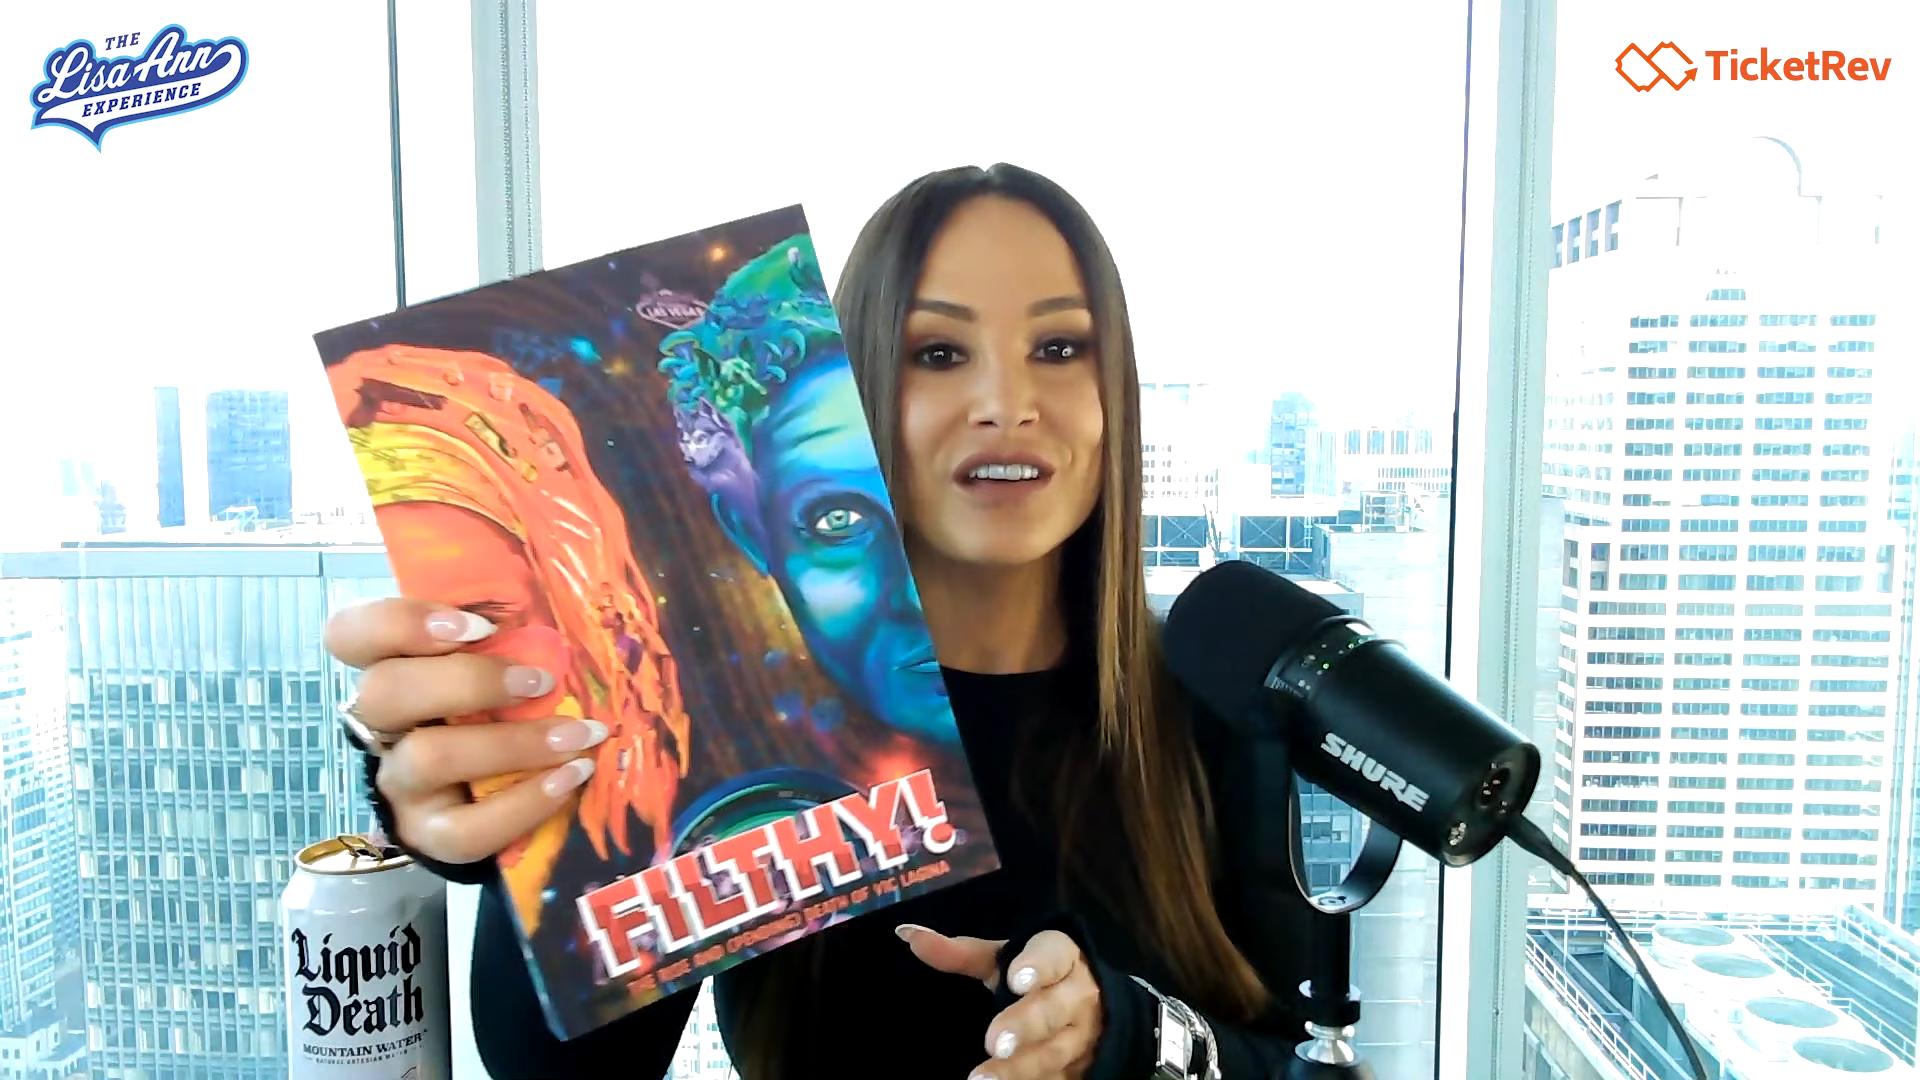 THE
Lisa Ann
EXPERIENCE
TicketRev
LAS VEGAS
FILTHY!
THE RISE AND (PENDING) DEATH OF VIC LAGINA
SHURE
Liquid
Death
MOUNTAIN WATER